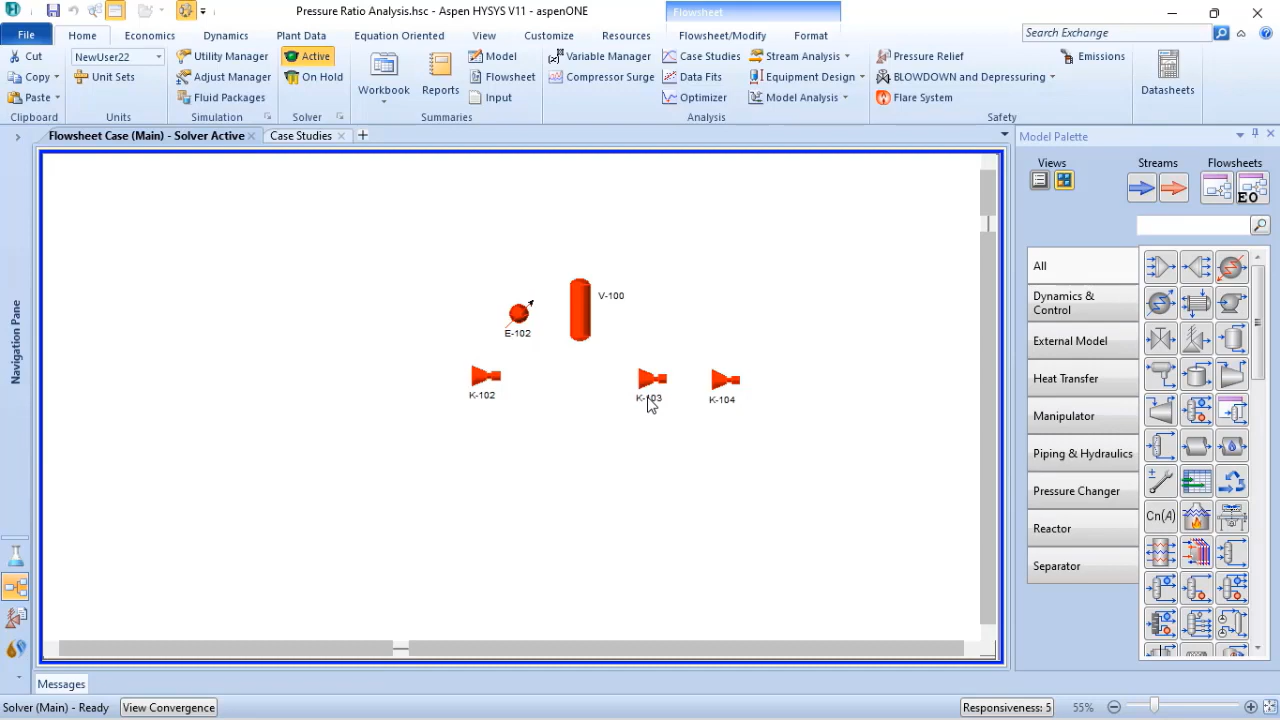 Pressure Ratio Analysis.hsc - Aspen HYSYS V11 - aspenONE
Flowsheet
File
Home
Economics
Dynamics
Plant Data
Equation Oriented
View
Customize
Resources
Flowsheet/Modify
Format
Search Exchange
Cut
Copy
Paste
Clipboard
NewUser22
Unit Sets
Units
Utility Manager
Adjust Manager
Fluid Packages
Simulation
Active
On Hold
Solver
Workbook
Reports
Model
Flowsheet
Input
Summaries
Variable Manager
Compressor Surge
Case Studies
Data Fits
Optimizer
Stream Analysis
Equipment Design
Model Analysis
Analysis
Pressure Relief
BLOWDOWN and Depressuring
Flare System
Emissions
Safety
Datasheets
Flowsheet Case (Main) - Solver Active
Case Studies
Model Palette
Navigation Pane
V-100
E-102
K-102
K-103
K-104
Views
Streams
Flowsheets
EO
All
Dynamics &
Control
External Model
Heat Transfer
Manipulator
Piping & Hydraulics
Pressure Changer
Reactor
Separator
Cn(A)
Messages
Solver (Main) - Ready
View Convergence
Responsiveness: 5
55%